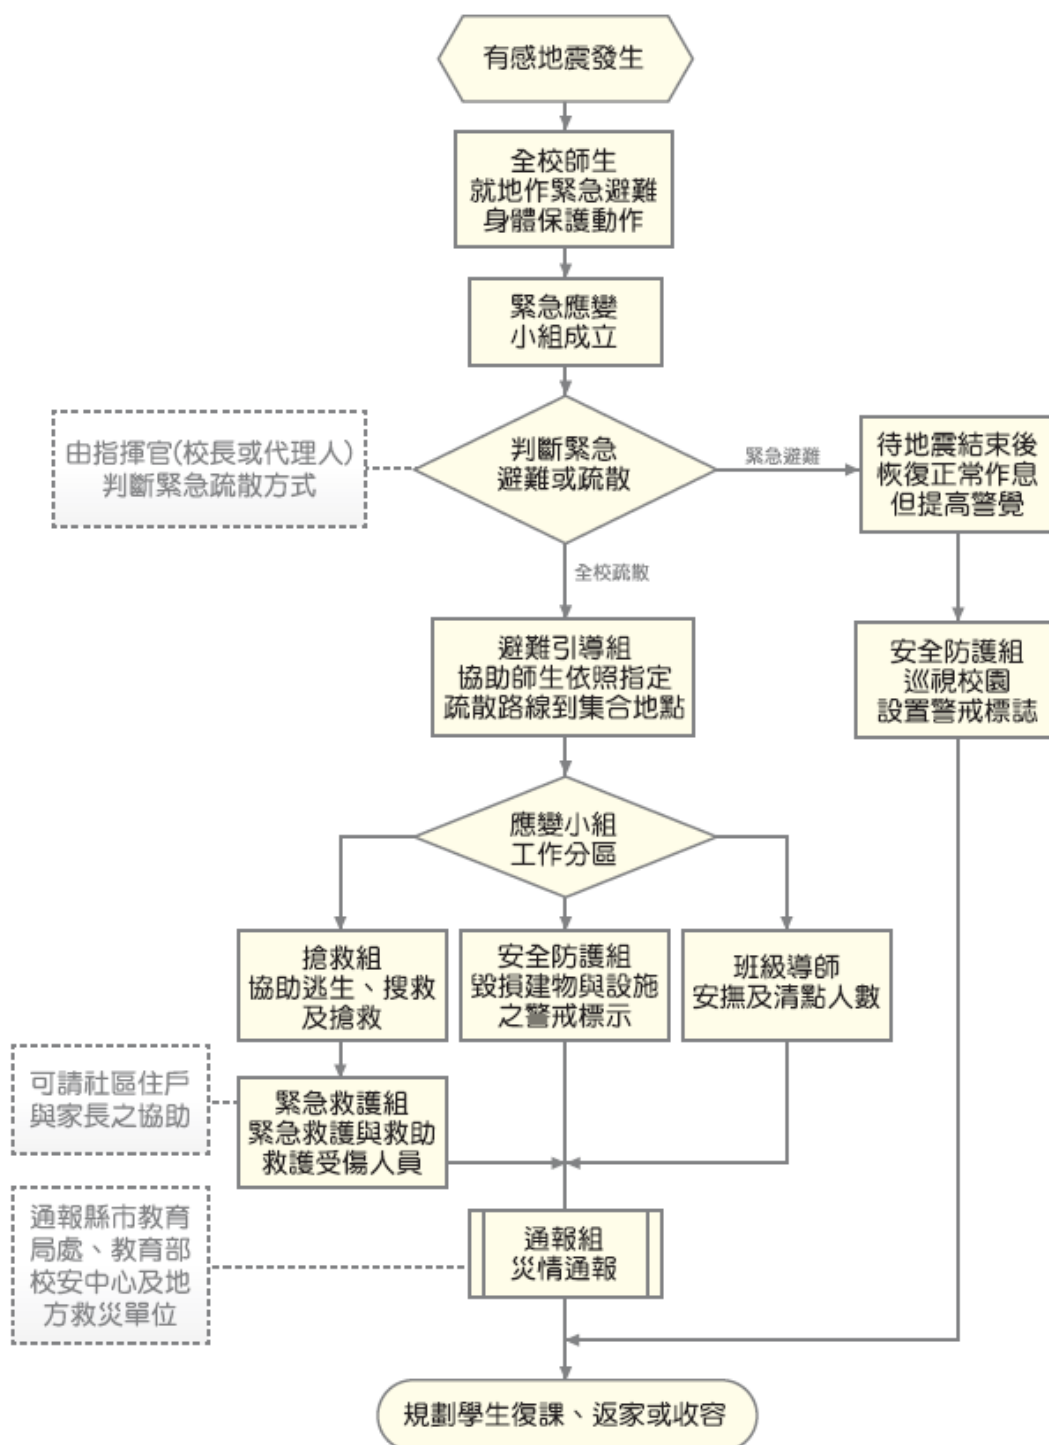 有感地震發生
全校師生
就地作緊急避難
身體保護動作
緊急應變
小組成立
由指揮官(校長或代理人)
判斷緊急疏散方式
判斷緊急
避難或疏散
緊急避難
待地震結束後
恢復正常作息
但提高警覺
全校疏散
避難引導組
協助師生依照指定
疏散路線到集合地點
安全防護組
巡視校園
設置警戒標誌
應變小組
工作分區
搶救組
協助逃生、搜救
及搶救
安全防護組
毀損建物與設施
之警戒標示
班級導師
安撫及清點人數
可請社區住戶
與家長之協助
緊急救護組
緊急救護與救助
救護受傷人員
通報縣市教育
局處、教育部
校安中心及地
方救災單位
通報組
災情通報
規劃學生復課、返家或收容